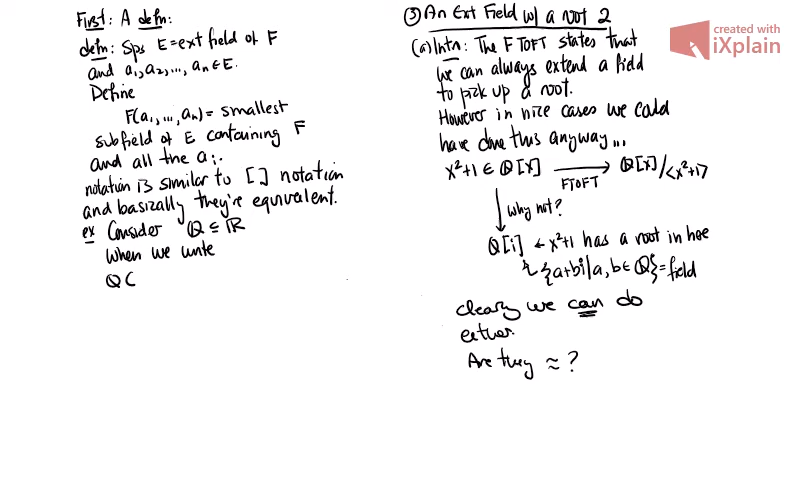 First: A defn:
defn: Sps E=ext field of F
and a₁,a₂,...,aₙ∈E.
Define
F(a₁,...,aₙ)= smallest
subfield of E containing F
and all the aᵢ.
notation is similar to [] notation
and basically they're equivalent.
ex Consider ℚ ⊆ ℝ
When we write
ℚ(
③ An Ext Field w/ a root 2
(a) Intro: The FTOFT states that
we can always extend a field
to pick up a root.
However in nice cases we could
have done this anyway...
x²+1 ∈ ℚ[x] → ℚ[x]/<x²+1>
FTOFT
↓ Why not?
ℚ[i] ← x²+1 has a root in here
{a+bi|a,b∈ℚ}=field
Clearly we can do
either.
Are they ≈ ?
created with
iXplain